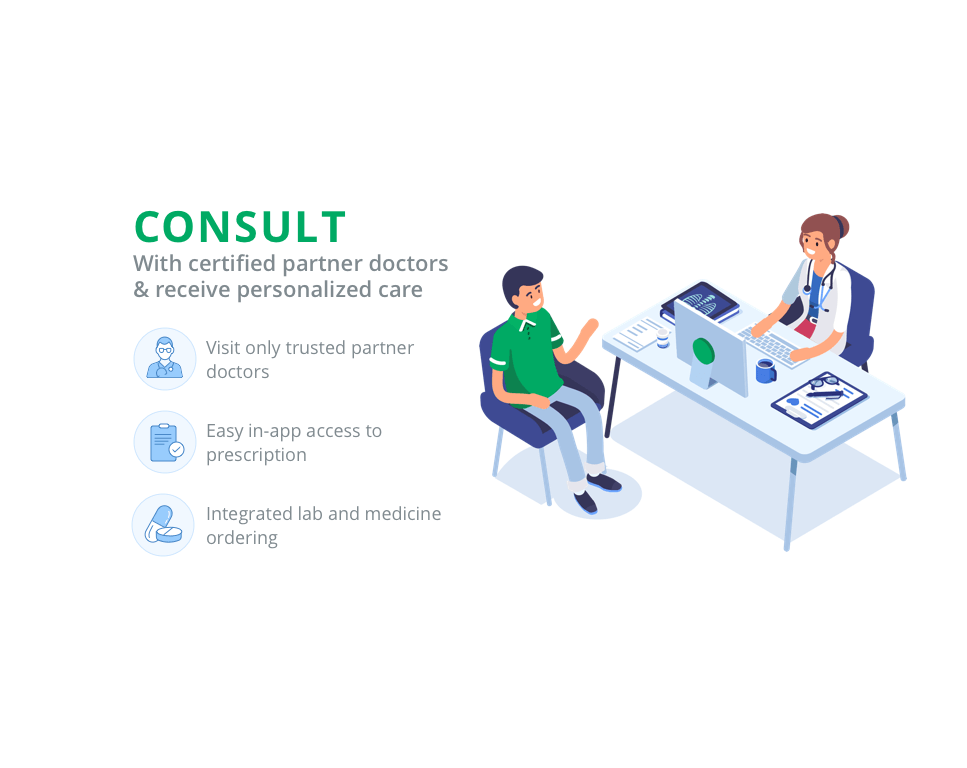 CONSULT
With certified partner doctors
& receive personalized care
Visit only trusted partner
doctors
Easy in-app access to
prescription
Integrated lab and medicine
ordering